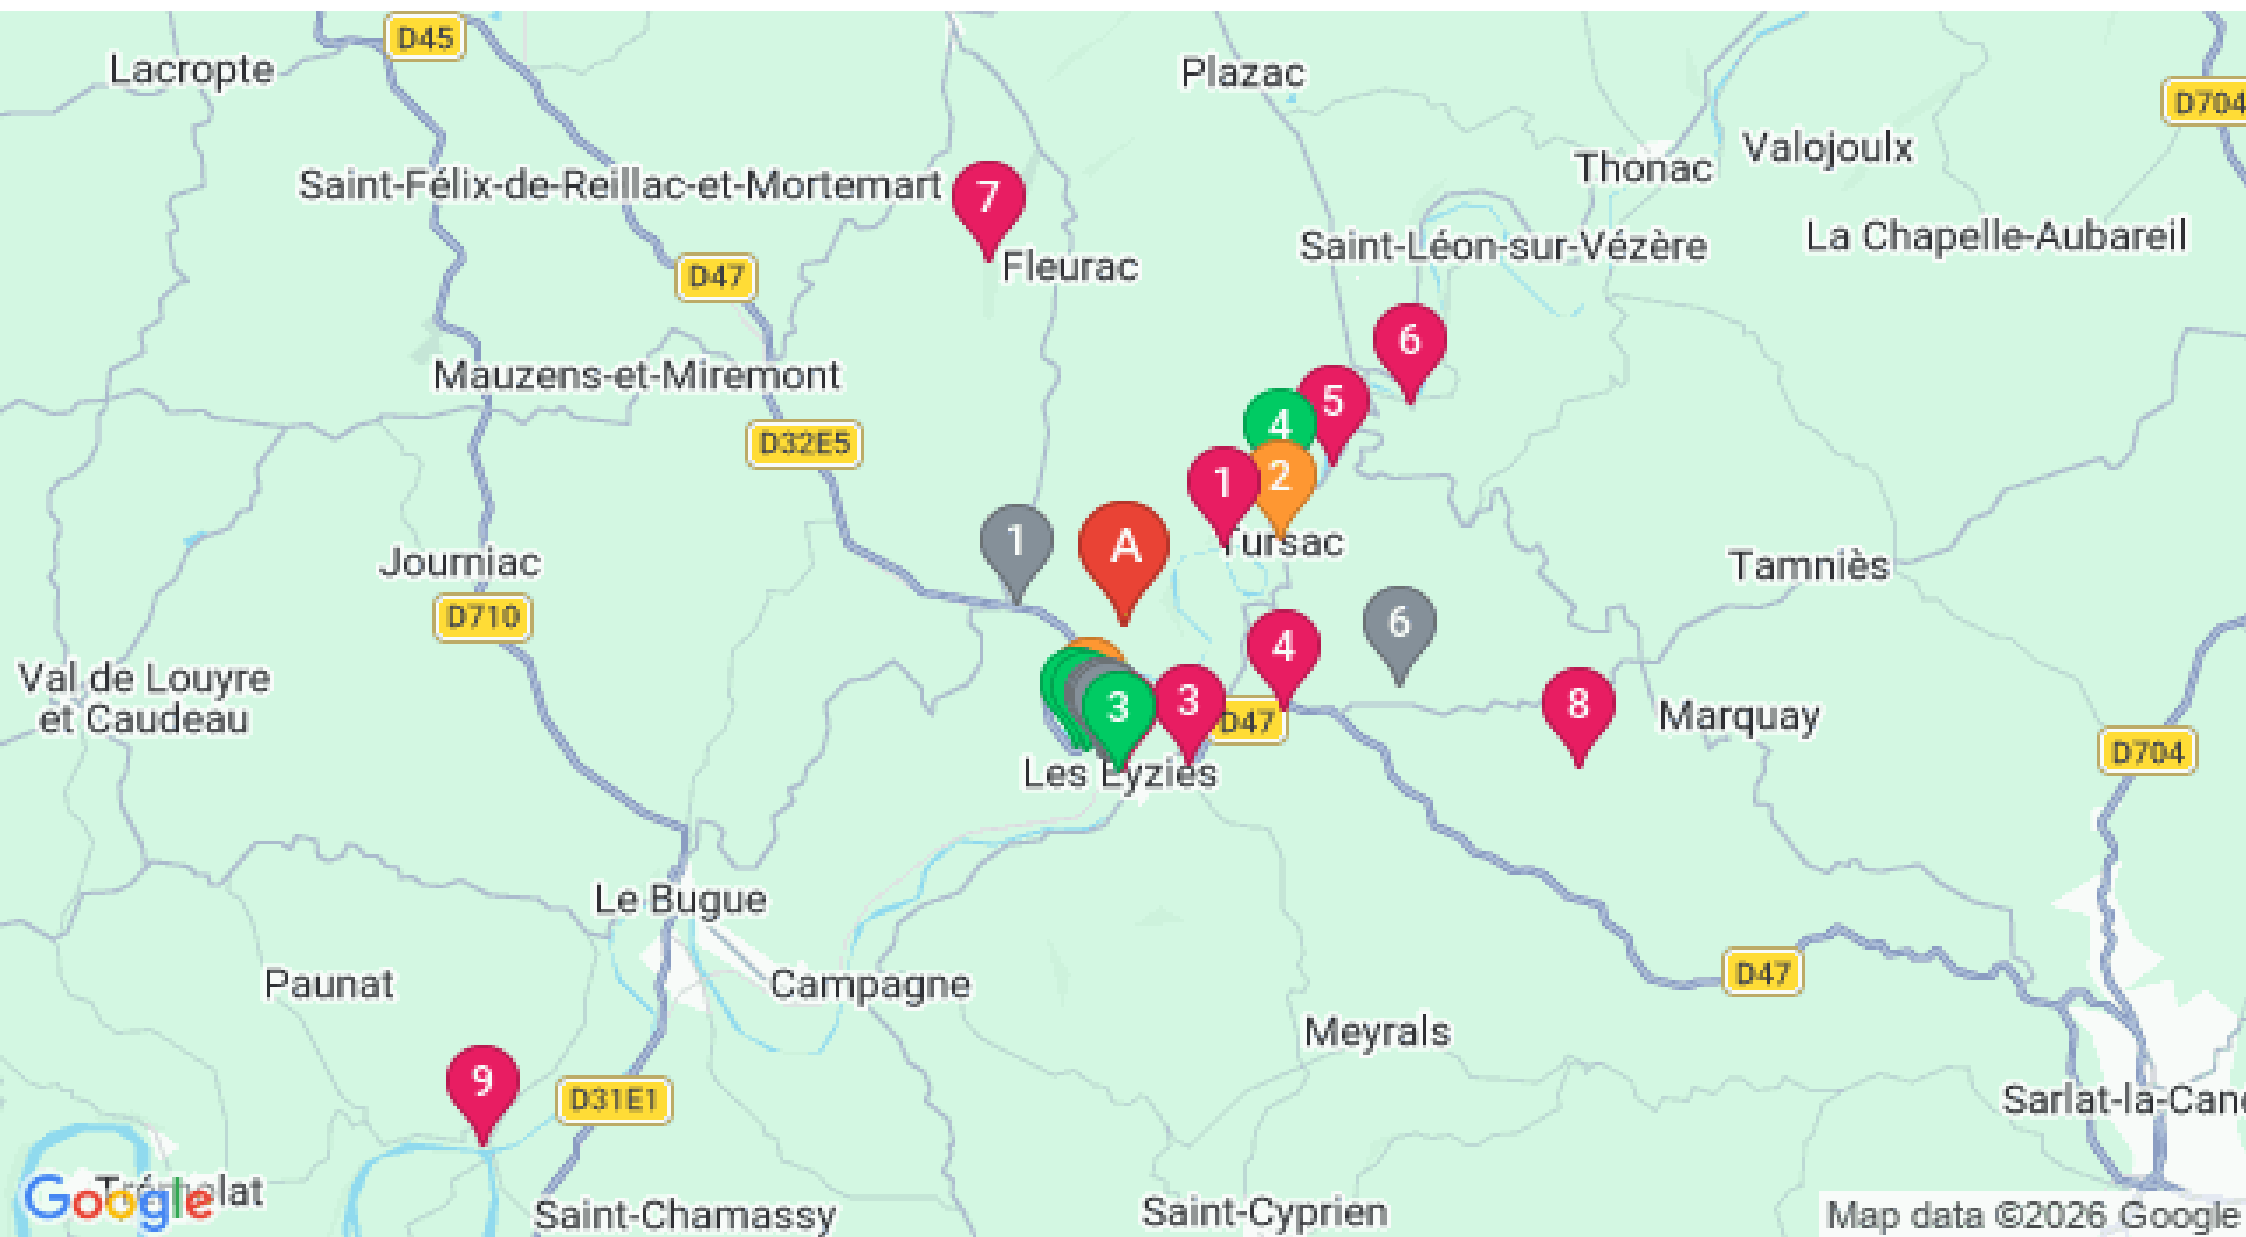 D45
Lacropte
Plazac
D704
Valojoulx
Thonac
Saint-Félix-de-Reillac-et-Mortemart
7
La Chapelle-Aubareil
Saint-Léon-sur-Vézère
Fleurac
D47
6
Mauzens-et-Miremont
5
4
D32E5
2
1
1
A
Tursac
Journiac
Tamniès
D710
6
4
Val de Louyre
et Caudeau
3
3
8
D47
Marquay
D704
Les Eyzies
Le Bugue
D47
Paunat
Campagne
Meyrals
9
D31E1
Sarlat-la-Cané
Google
Trémolat
Saint-Chamassy
Saint-Cyprien
Map data ©2026 Google